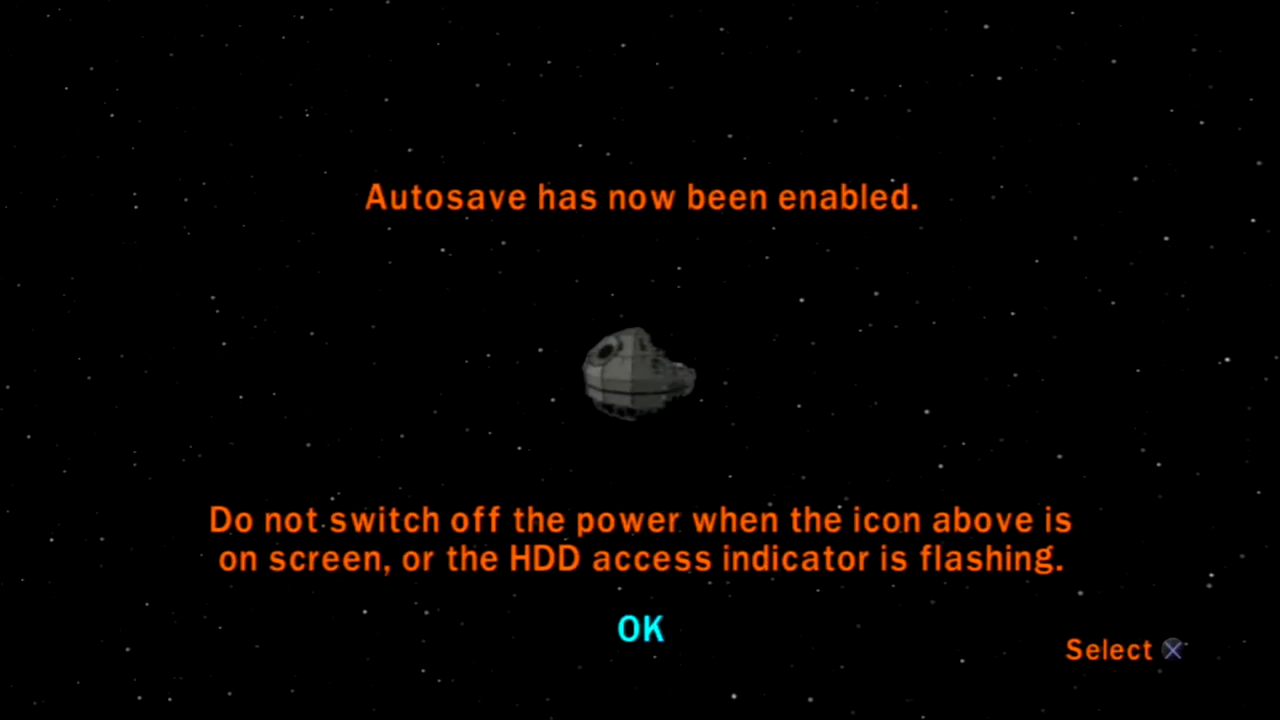 Autosave has now been enabled.
Do not switch off the power when the icon above is
on screen, or the HDD access indicator is flashing.
OK
Select